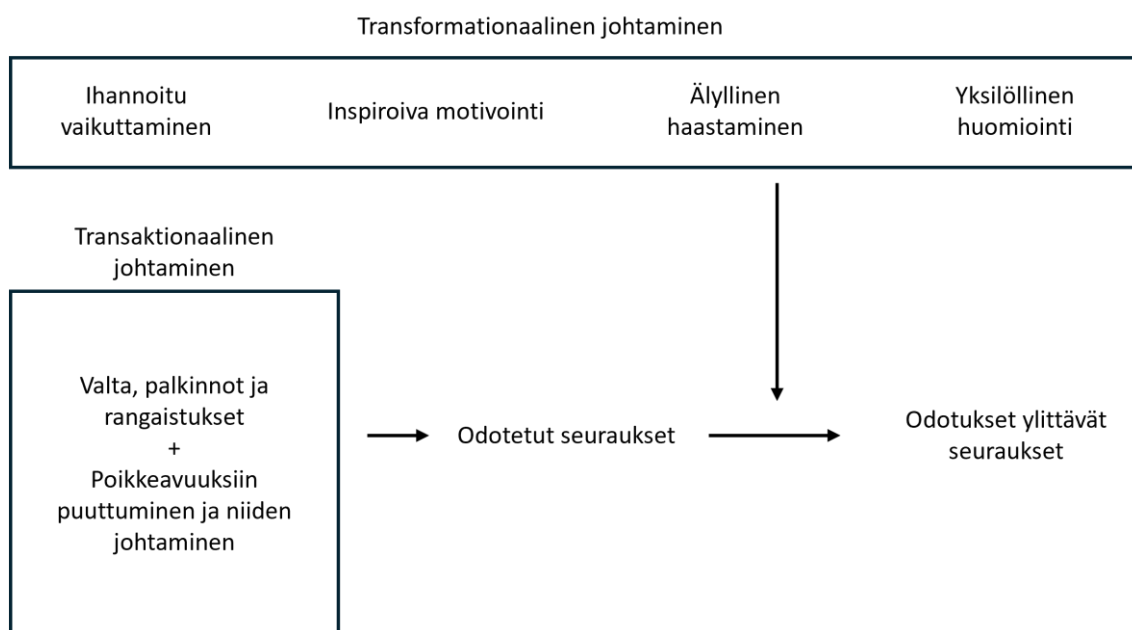 Transformationaalinen johtaminen
Ihannoitu
vaikuttaminen
Inspiroiva motivointi
Älyllinen
haastaminen
Yksilöllinen
huomiointi
Transaktionaalinen
johtaminen
Valta, palkinnot ja
rangaistukset
+
Poikkeavuuksiin
puuttuminen ja niiden
johtaminen
Odotetut seuraukset
Odotukset ylittävät
seuraukset